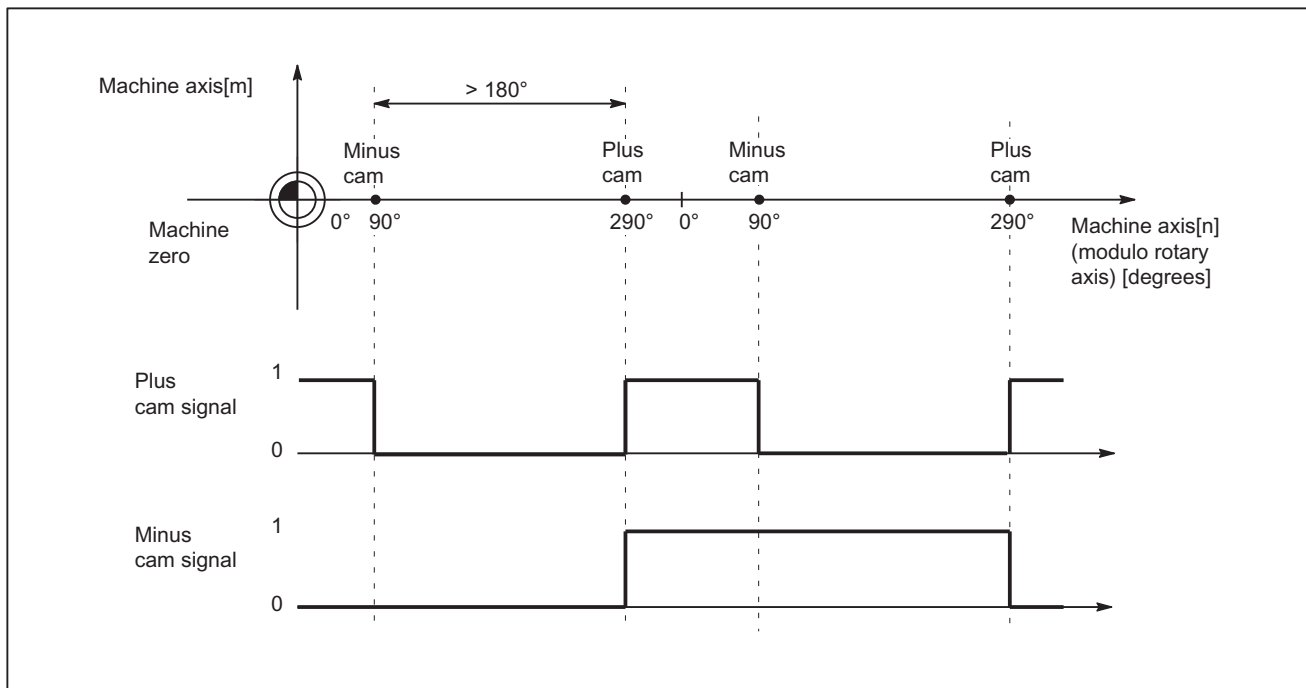 Machine axis[m]
> 180°
Minus
cam
Plus
cam
Minus
cam
Plus
cam
Machine
zero
0°
90°
290°
0°
90°
290°
Machine axis[n]
(modulo rotary
axis) [degrees]
Plus
cam signal
1
0
Minus
cam signal
1
0